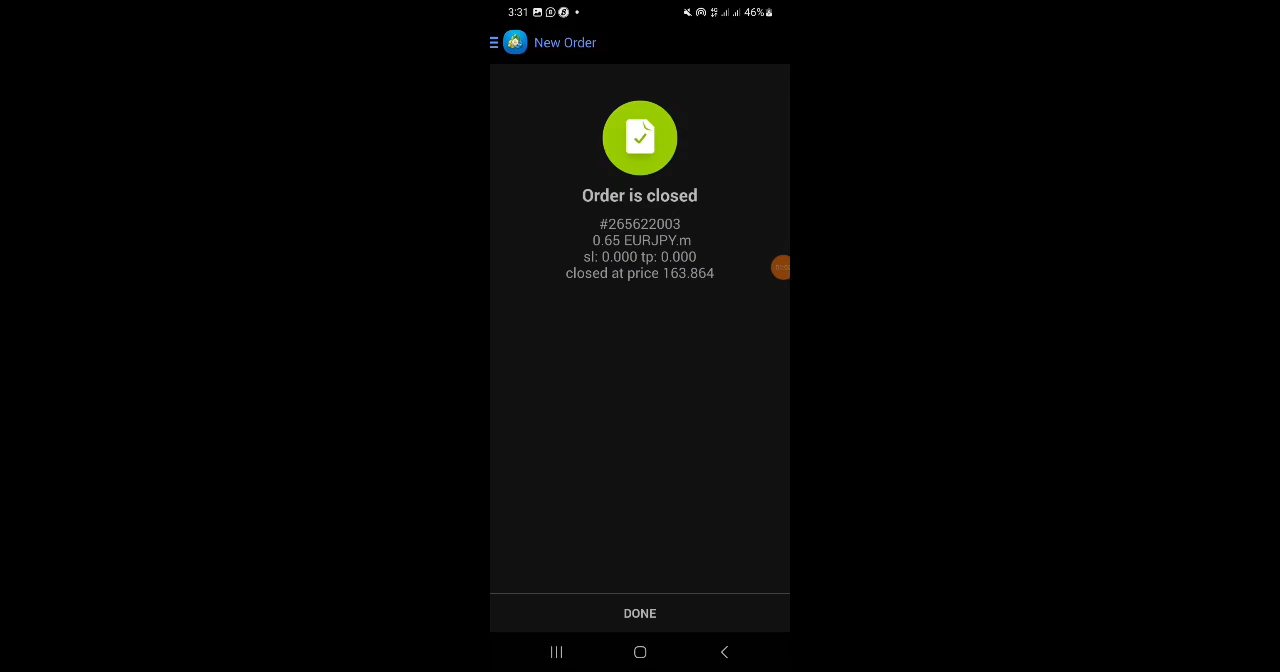 3:31
46%
New Order
Order is closed
#265622003
0.65 EURJPY.m
sl: 0.000 tp: 0.000
closed at price 163.864
DONE